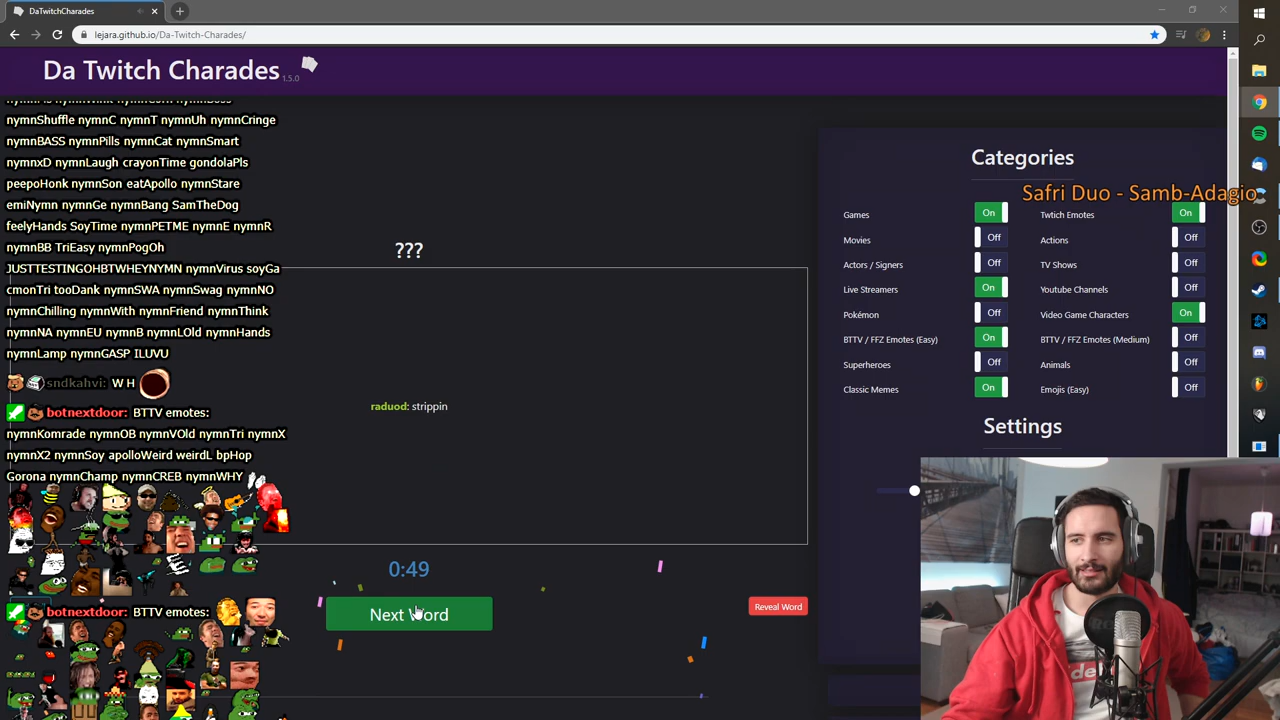 DaTwitchCharades
lejara.github.io/Da-Twitch-Charades/
Da Twitch Charades 1.5.0
nymnShuffle nymnC nymnT nymnUh nymnCringe
nymnBASS nymnPills nymnCat nymnSmart
nymnxD nymnLaugh crayonTime gondolaPls
peepoHonk nymnSon eatApollo nymnStare
emiNymn nymnGe nymnBang SamTheDog
feelyHands SoyTime nymnPETME nymnE nymnR
nymnBB TriEasy nymnPogOh
JUSTTESTINGOHBTWHEYNYMN nymnVirus soyGa
cmonTri tooDank nymnSWA nymnSwag nymnNO
nymnChilling nymnWith nymnFriend nymnThink
nymnNA nymnEU nymnB nymnLOld nymnHands
nymnLamp nymnGASP ILUVU
sndkahvi: W H
botnextdoor: BTTV emotes:
nymnKomrade nymnOB nymnVOld nymnTri nymnX
nymnX2 nymnSoy apolloWeird weirdL bpHop
Gorona nymnChamp nymnCREB nymnWHY
botnextdoor: BTTV emotes:
???
raduod: strippin
0:49
Next Word
Reveal Word
Categories
Safri Duo - Samb-Adagio
Games On Twtich Emotes On
Movies Off Actions Off
Actors / Signers Off TV Shows Off
Live Streamers On Youtube Channels Off
Pokémon Off Video Game Characters On
BTTV / FFZ Emotes (Easy) On BTTV / FFZ Emotes (Medium) Off
Superheroes Off Animals Off
Classic Memes On Emojis (Easy) Off
Settings